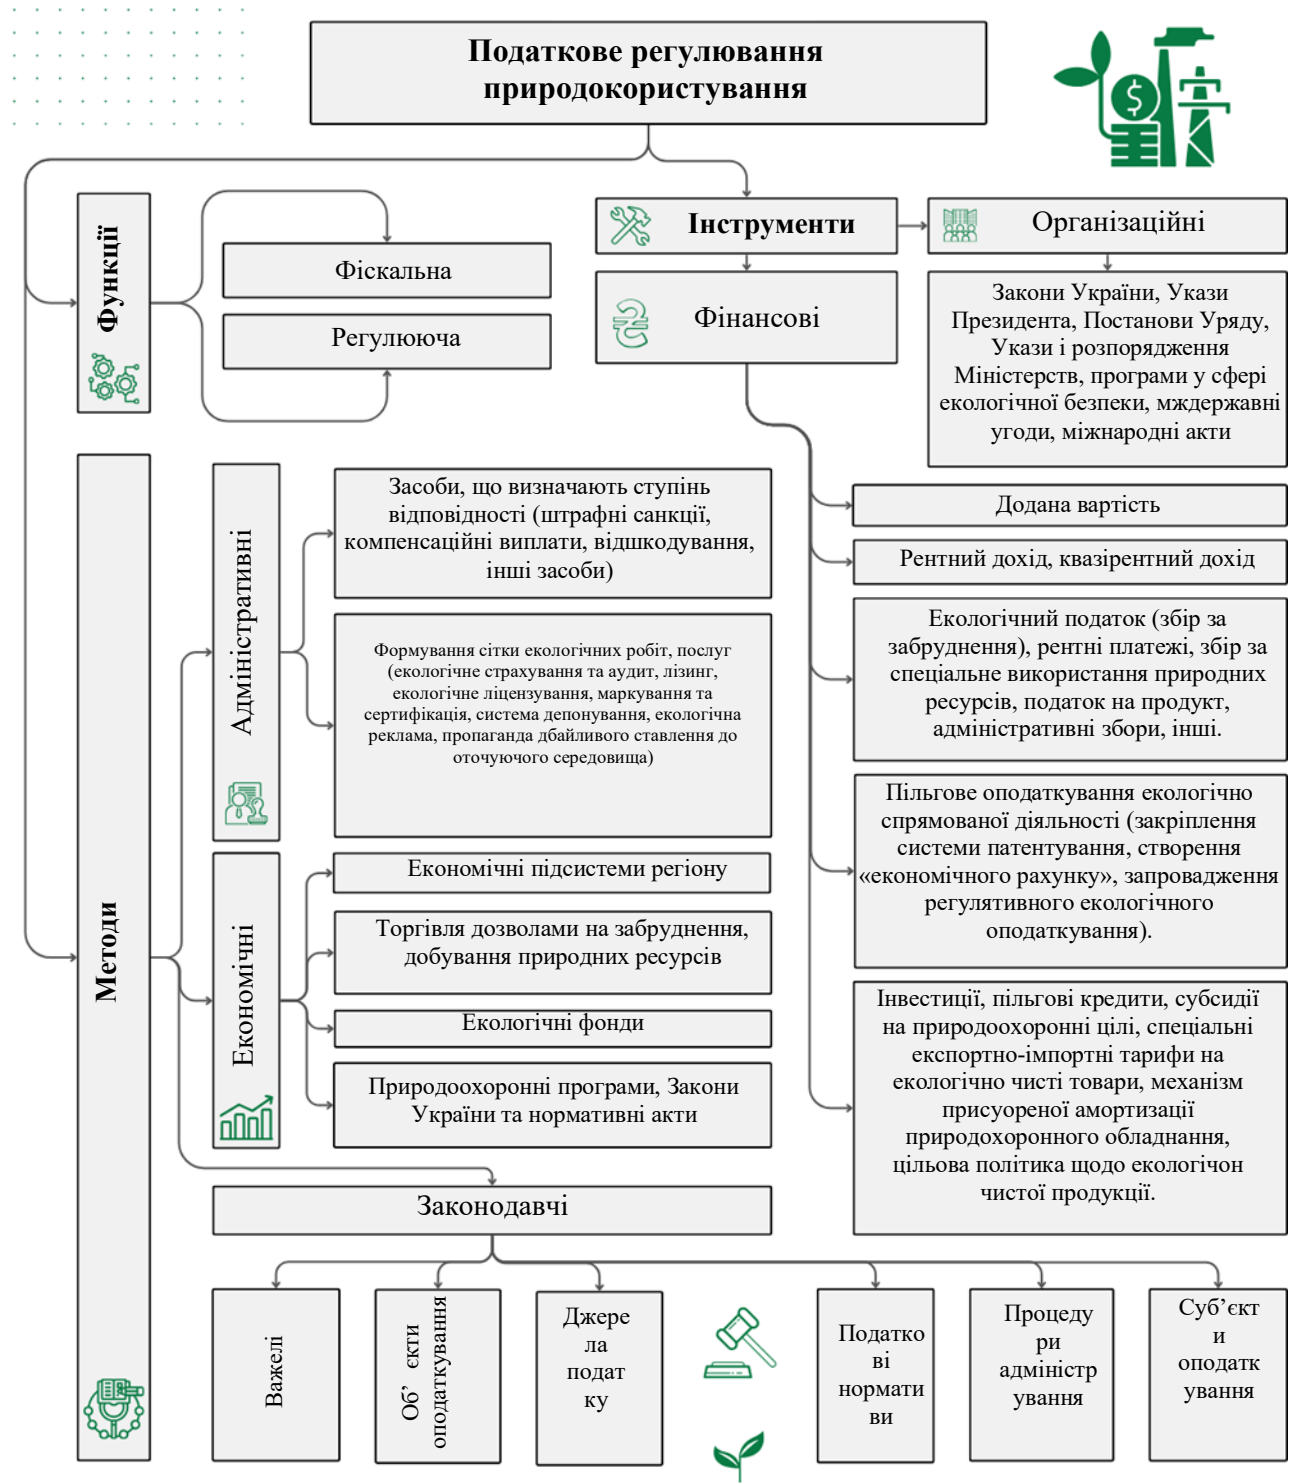 Податкове регулювання
природокористування
Функції
Фіскальна
Регулююча
Інструменти
Організаційні
Фінансові
Закони України, Укази
Президента, Постанови Уряду,
Укази і розпорядження
Міністерств, програми у сфері
екологічної безпеки, мждержавні
угоди, міжнародні акти
Додана вартість
Рентний дохід, квазірентний дохід
Екологічний податок (збір за
забруднення), рентні платежі, збір за
спеціальне використання природних
ресурсів, податок на продукт,
адміністративні збори, інші.
Пільгове оподаткування екологічно
спрямованої діяльності (закріплення
системи патентування, створення
«економічного рахунку», запровадження
регулятивного екологічного
оподаткування).
Інвестиції, пільгові кредити, субсидії
на природоохоронні цілі, спеціальні
експортно-імпортні тарифи на
екологічно чисті товари, механізм
присуореної амортизації
природохоронного обладнання,
цільова політика щодо екологічон
чистої продукції.
Методи
Адміністративні
Засоби, що визначають ступінь
відповідності (штрафні санкції,
компенсаційні виплати, відшкодування,
інші засоби)
Формування сітки екологічних робіт, послуг
(екологічне страхування та аудит, лізинг,
екологічне ліцензування, маркування та
сертифікація, система депонування, екологічна
реклама, пропаганда дбайливого ставлення до
оточуючого середовища)
Економічні
Економічні підсистеми регіону
Торгівля дозволами на забруднення,
добування природних ресурсів
Екологічні фонди
Природоохоронні програми, Закони
України та нормативні акти
Законодавчі
Важелі
Об’ єкти
оподаткування
Джере
ла
подат
ку
Податко
ві
нормати
ви
Процеду
ри
адміністр
ування
Суб’єкт
и
оподатк
ування